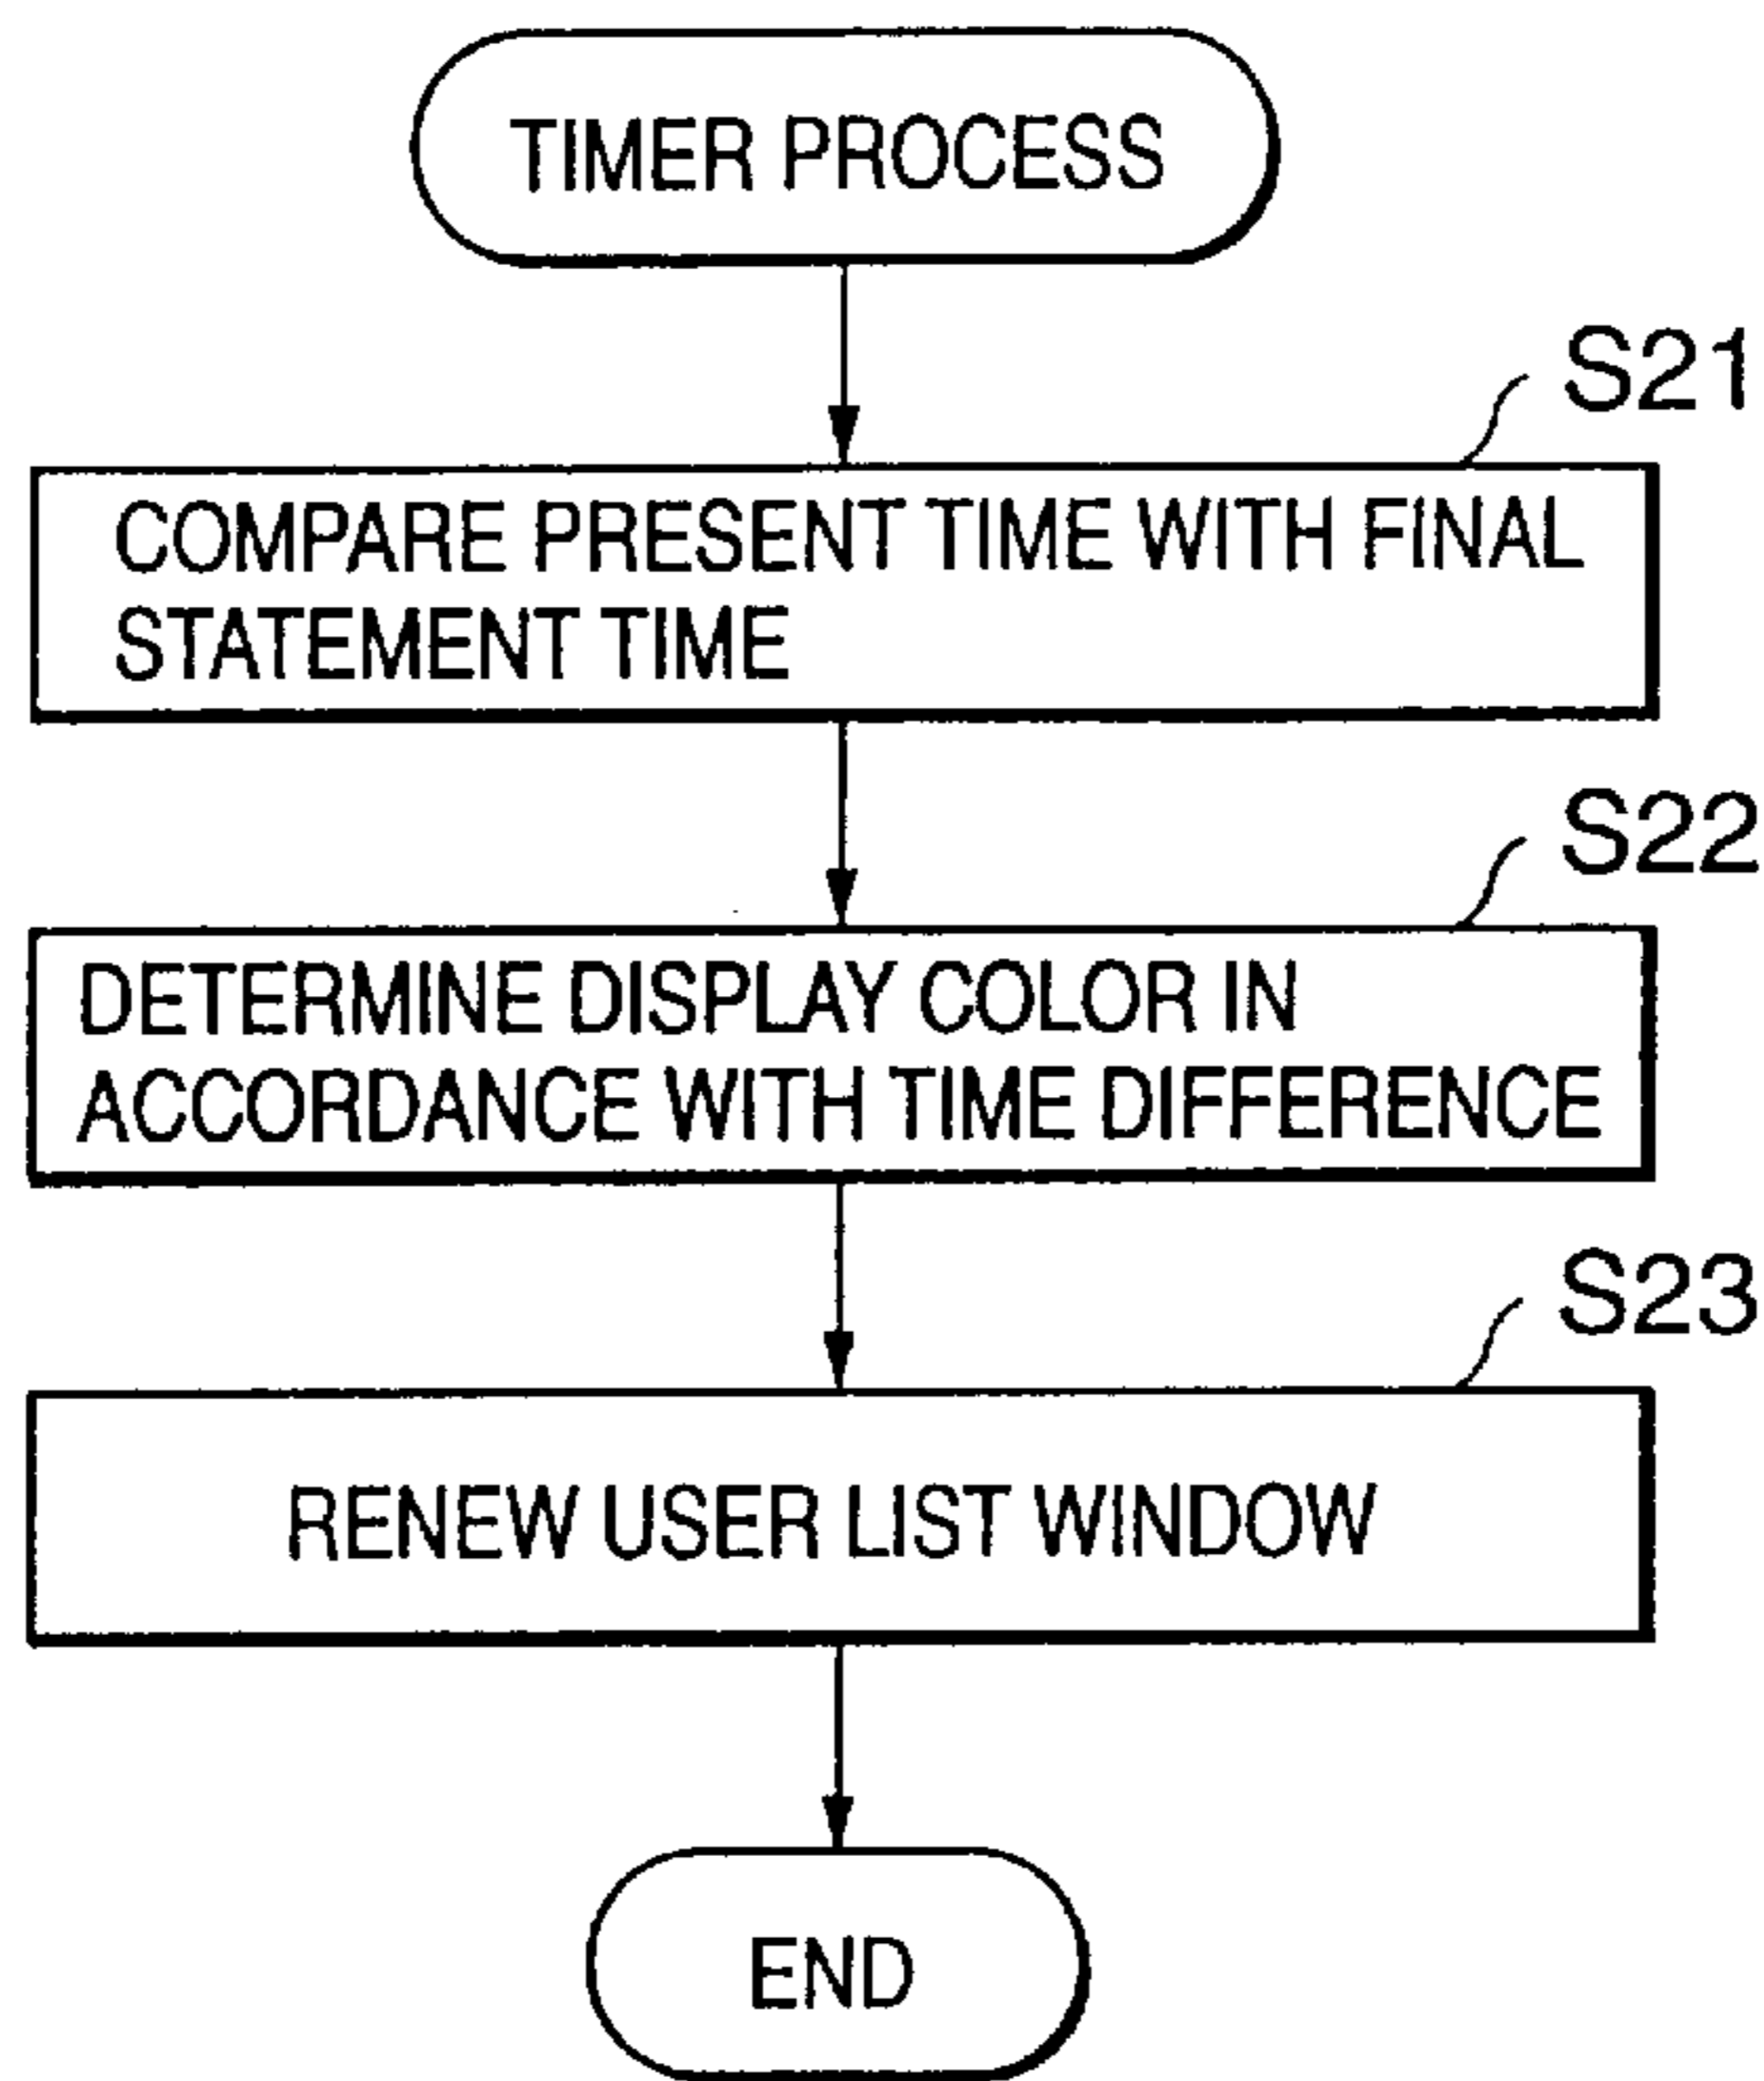 TIMER PROCESS
S21
COMPARE PRESENT TIME WITH FINAL
STATEMENT TIME
S22
DETERMINE DISPLAY COLOR IN
ACCORDANCE WITH TIME DIFFERENCE
S23
RENEW USER LIST WINDOW
END